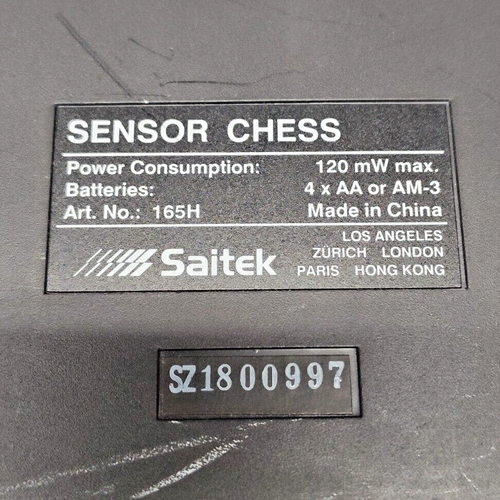 SENSOR CHESS
Power Consumption: 120 mW max.
Batteries: 4 x AA or AM-3
Art. No.: 165H Made in China
Saitek
LOS ANGELES
ZÜRICH LONDON
PARIS HONG KONG
SZ1800997